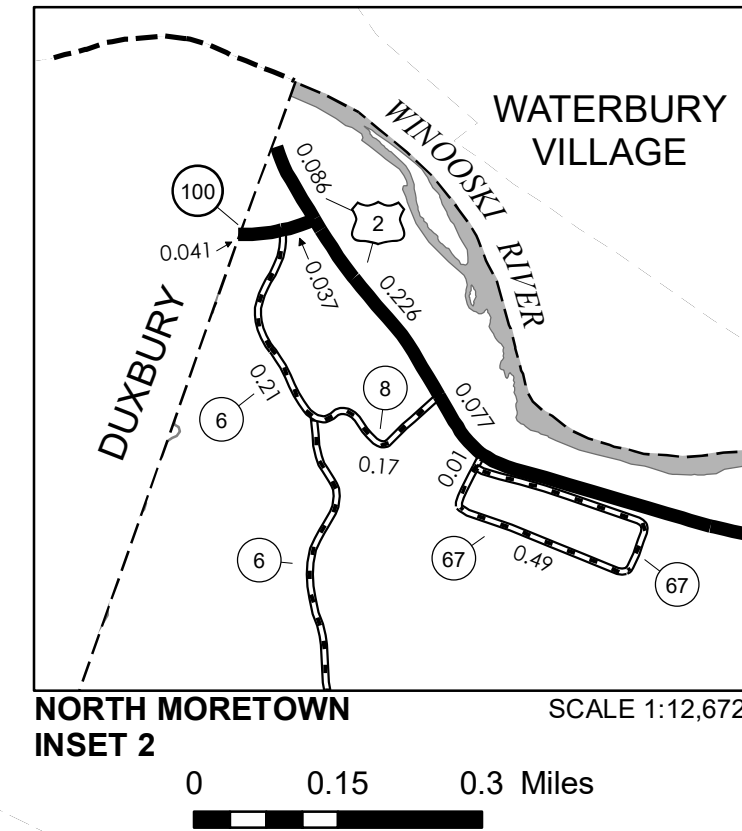 WATERBURY
VILLAGE
WINOOSKI RIVER
0.086
100
2
0.041
0.037
0.226
DUXBURY
0.21
8
6
0.077
0.17
0.01
6
67
0.49
67
NORTH MORETOWN
INSET 2
SCALE 1:12,672
0 0.15 0.3 Miles